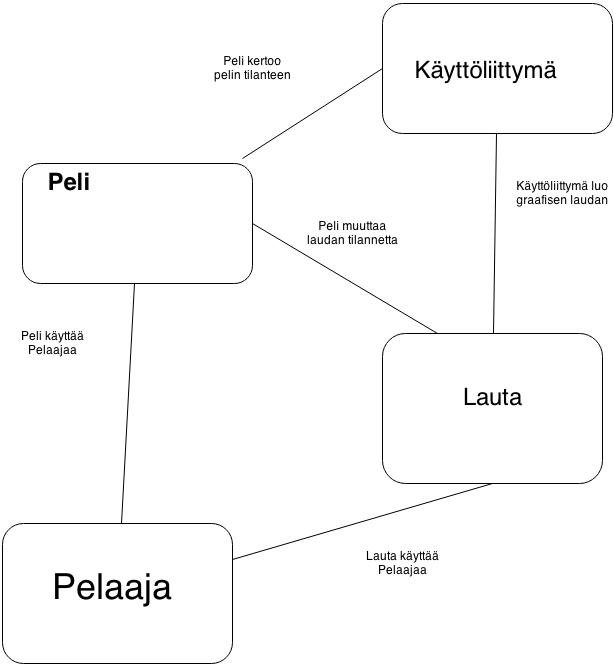 Peli kertoo
pelin tilanteen
Käyttöliittymä
Peli
Käyttöliittymä luo
graafisen laudan
Peli muuttaa
laudan tilannetta
Peli käyttää
Pelaajaa
Lauta
Lauta käyttää
Pelaajaa
Pelaaja